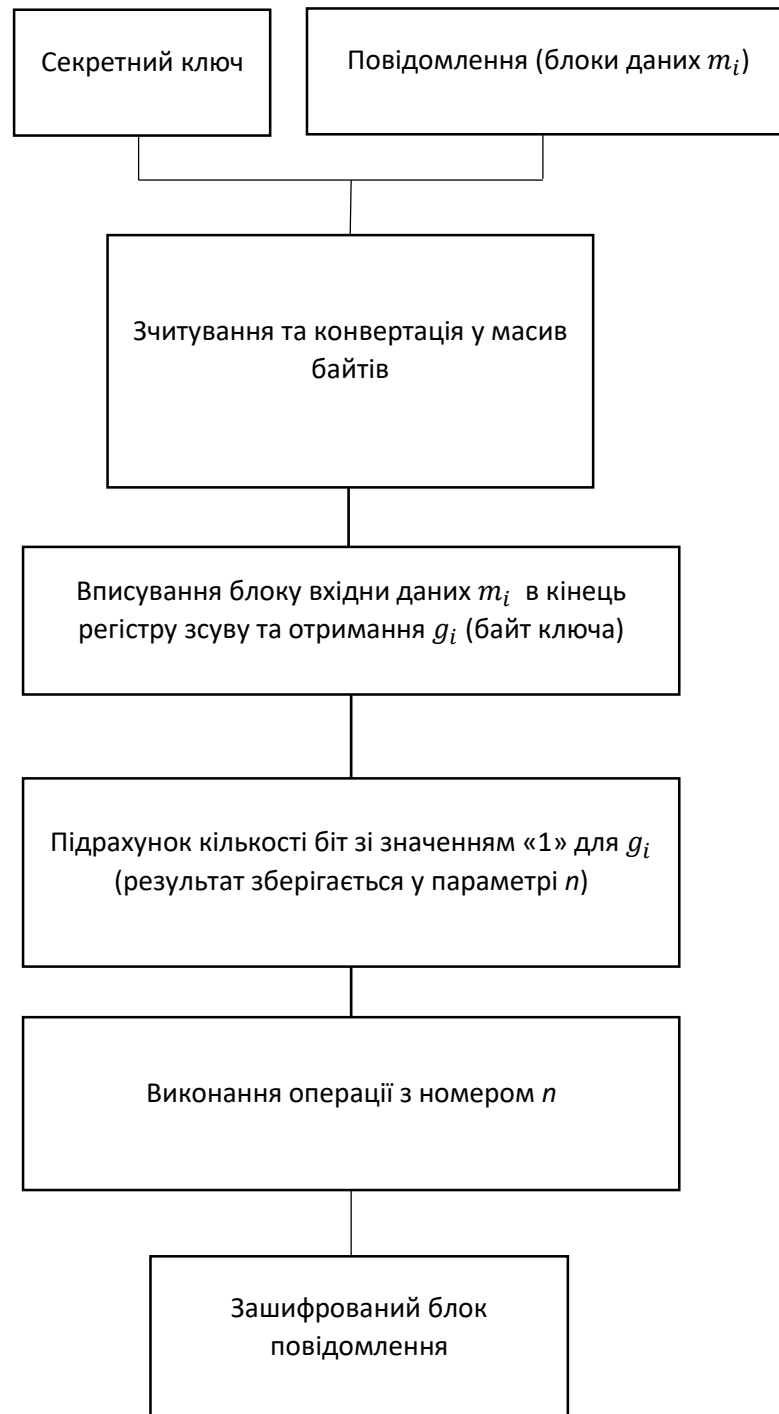 Секретний ключ
Повідомлення (блоки даних mᵢ)
Зчитування та конвертація у масив
байтів
Вписування блоку вхідни даних mᵢ в кінець
регістру зсуву та отримання gᵢ (байт ключа)
Підрахунок кількості біт зі значенням «1» для gᵢ
(результат зберігається у параметрі n)
Виконання операції з номером n
Зашифрований блок
повідомлення